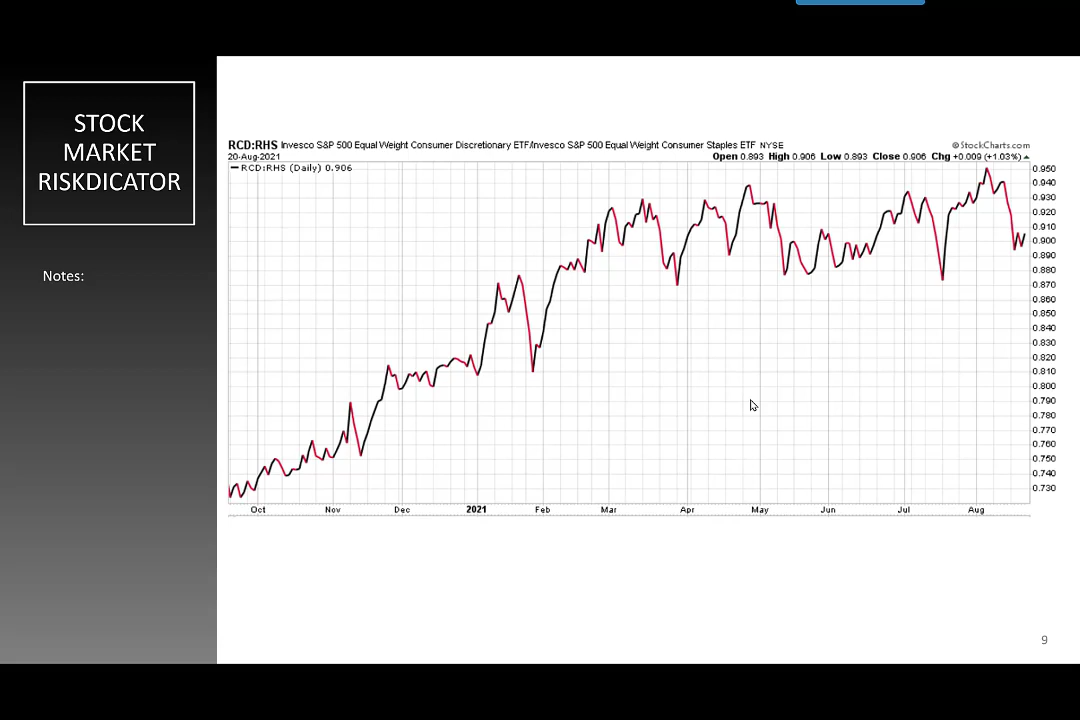 STOCK
MARKET
RISKDICATOR
Notes:
RCD:RHS Invesco S&P 500 Equal Weight Consumer Discretionary ETF/Invesco S&P 500 Equal Weight Consumer Staples ETF NYSE
© StockCharts.com
20-Aug-2021
Open 0.893 High 0.906 Low 0.893 Close 0.906 Chg +0.009 (+1.03%)
RCD:RHS (Daily) 0.906
0.950
0.940
0.930
0.920
0.910
0.900
0.890
0.880
0.870
0.860
0.850
0.840
0.830
0.820
0.810
0.800
0.790
0.780
0.770
0.760
0.750
0.740
0.730
Oct Nov Dec 2021 Feb Mar Apr May Jun Jul Aug
9